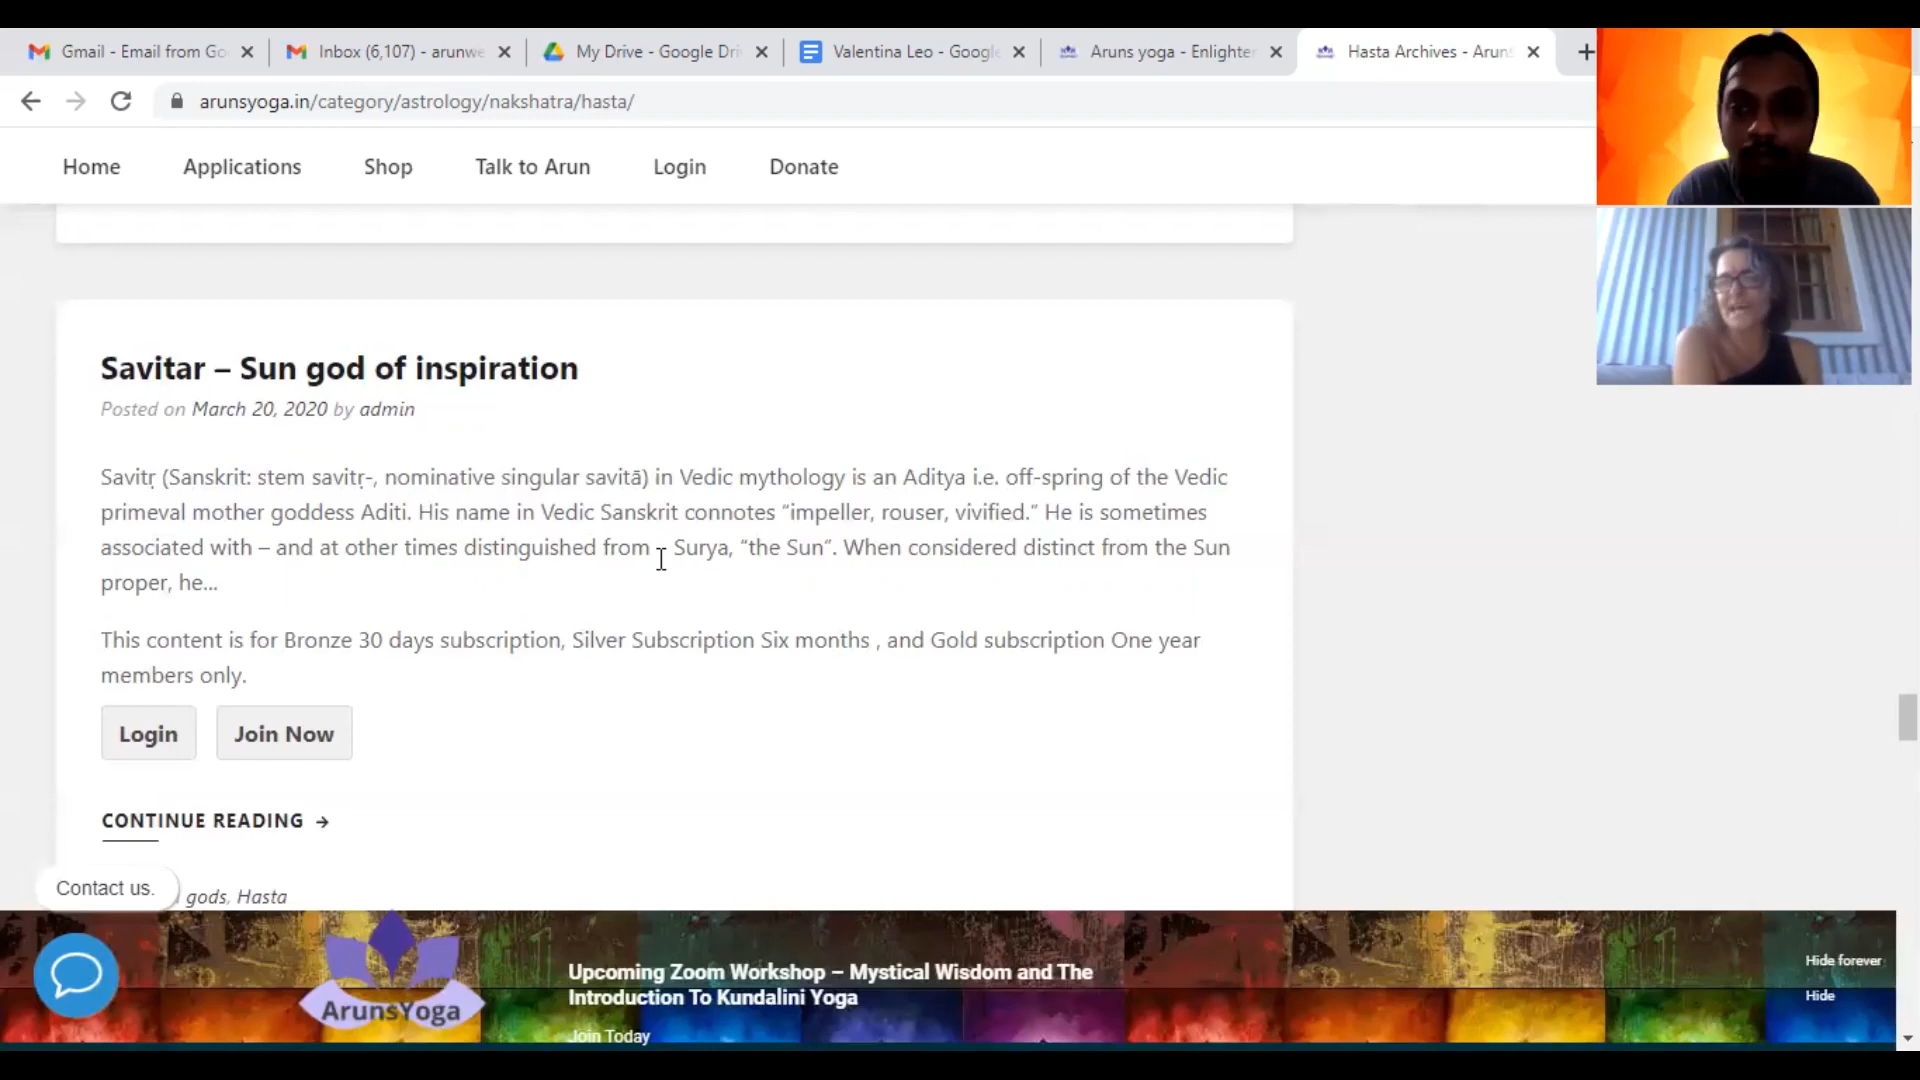 Gmail - Email from Go
Inbox (6,107) - arunwe
My Drive - Google Dri
Valentina Leo - Google
Aruns yoga - Enlighten
Hasta Archives - Aruns
arunsyoga.in/category/astrology/nakshatra/hasta/
Home
Applications
Shop
Talk to Arun
Login
Donate
Savitar – Sun god of inspiration
Posted on March 20, 2020 by admin
Savitṛ (Sanskrit: stem savitṛ-, nominative singular savitā) in Vedic mythology is an Aditya i.e. off-spring of the Vedic
primeval mother goddess Aditi. His name in Vedic Sanskrit connotes “impeller, rouser, vivified.” He is sometimes
associated with – and at other times distinguished from Surya, “the Sun”. When considered distinct from the Sun
proper, he...
This content is for Bronze 30 days subscription, Silver Subscription Six months , and Gold subscription One year
members only.
Login
Join Now
CONTINUE READING →
Contact us.
gods, Hasta
ArunsYoga
Upcoming Zoom Workshop – Mystical Wisdom and The
Introduction To Kundalini Yoga
Join Today
Hide forever
Hide